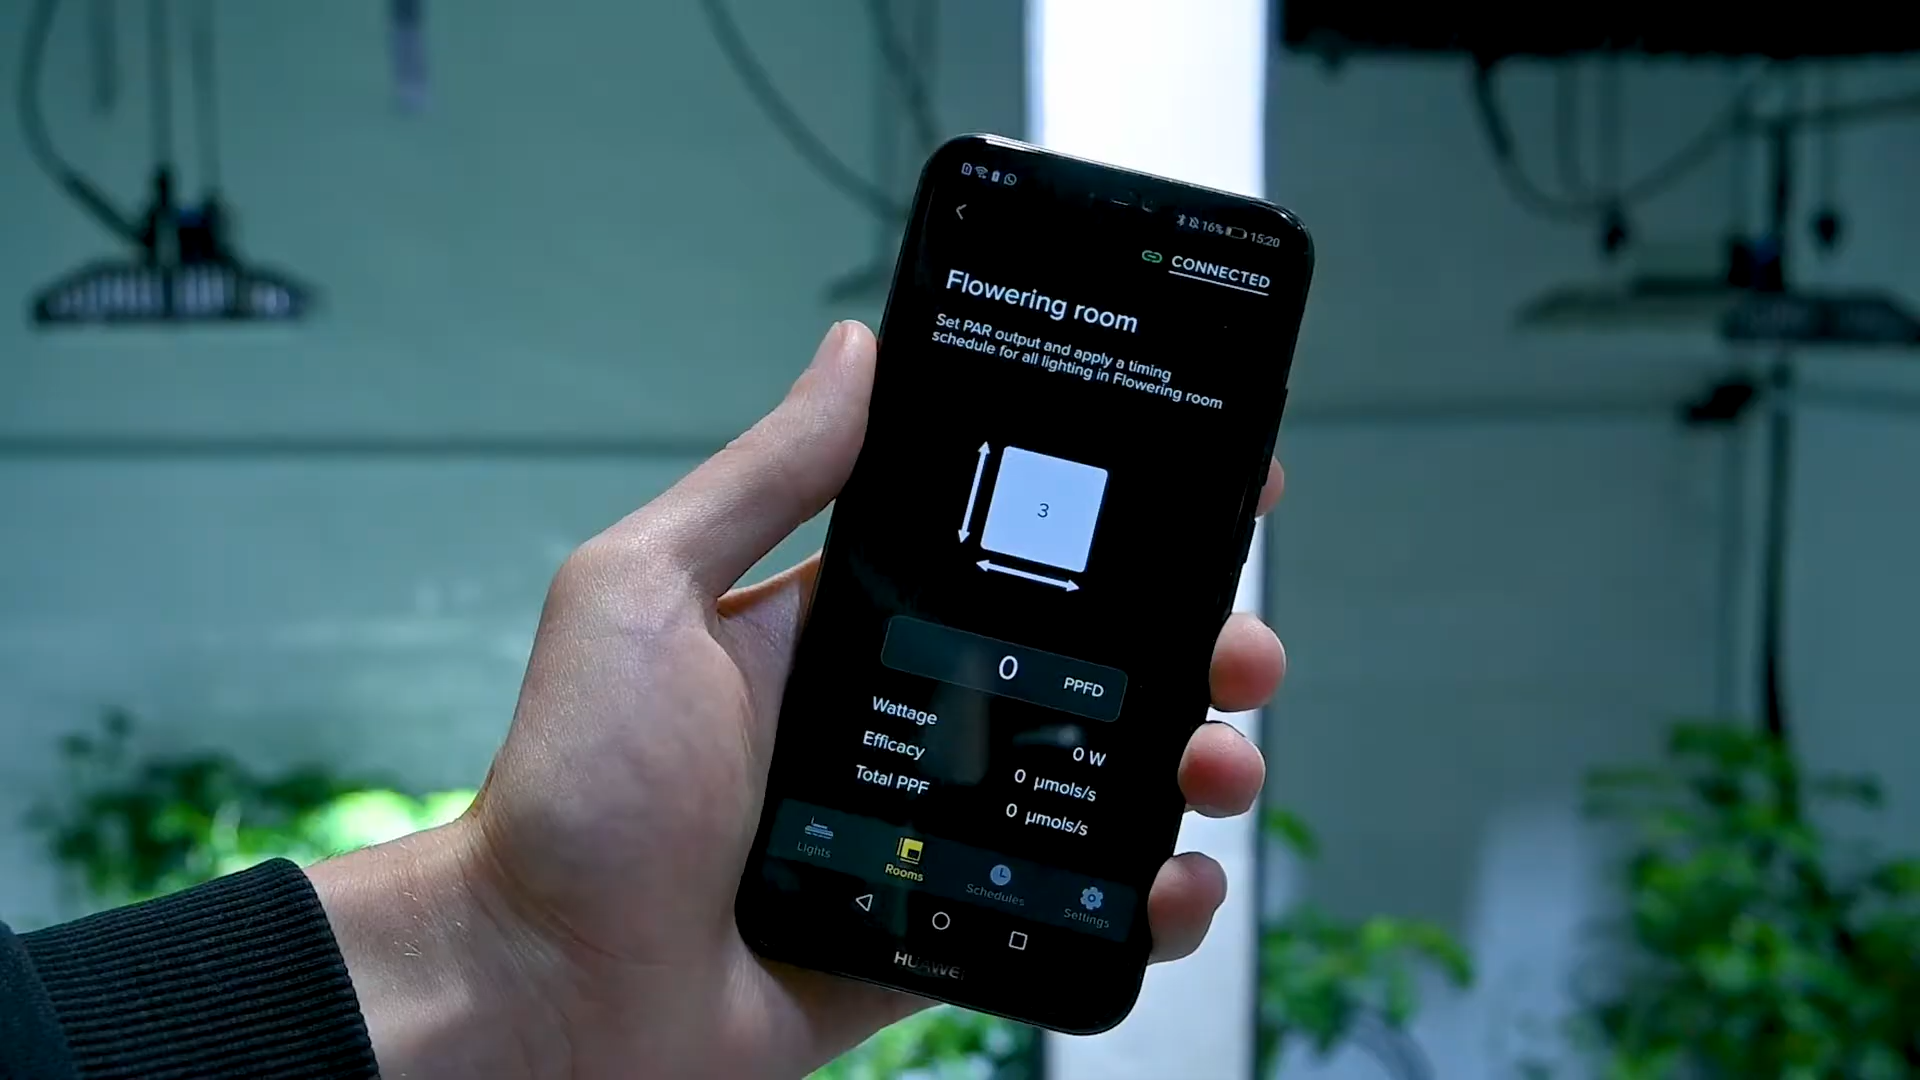 16% 15:20
CONNECTED
Flowering room
Set PAR output and apply a timing
schedule for all lighting in Flowering room
3
0 PPFD
Wattage 0 W
Efficacy 0 µmols/s
Total PPF 0 µmols/s
Lights Rooms Schedules Settings
HUAWEI